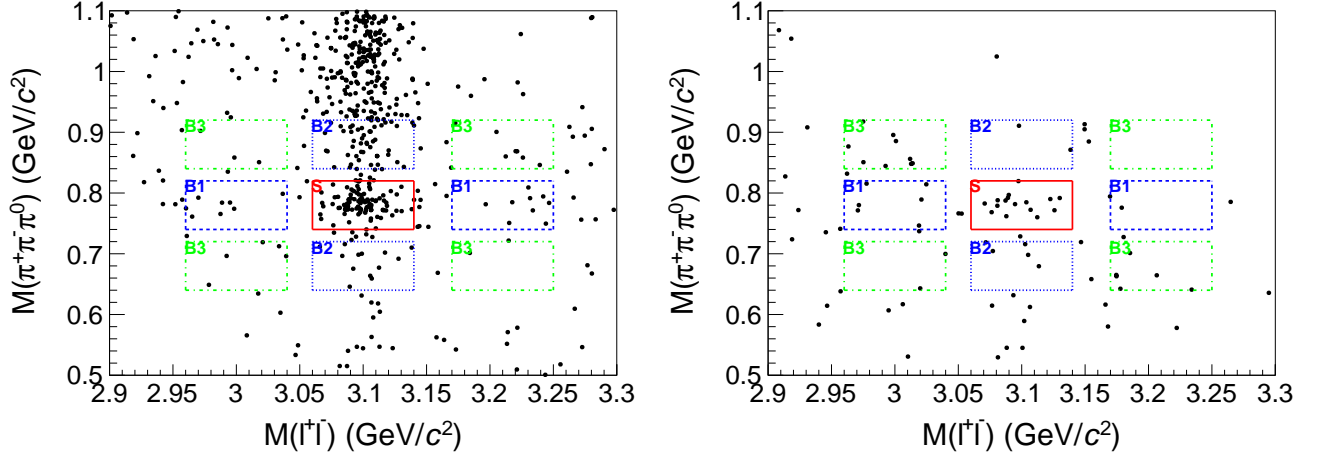 1.1
1
0.9
0.8
0.7
0.6
0.5
M(π⁺π⁻π⁰) (GeV/c²)
B3 B2 B3
B1 S B1
B3 B2 B3
2.9 2.95 3 3.05 3.1 3.15 3.2 3.25 3.3
M(l⁺l⁻) (GeV/c²)
1.1
1
0.9
0.8
0.7
0.6
0.5
M(π⁺π⁻π⁰) (GeV/c²)
B3 B2 B3
B1 S B1
B3 B2 B3
2.9 2.95 3 3.05 3.1 3.15 3.2 3.25 3.3
M(l⁺l⁻) (GeV/c²)